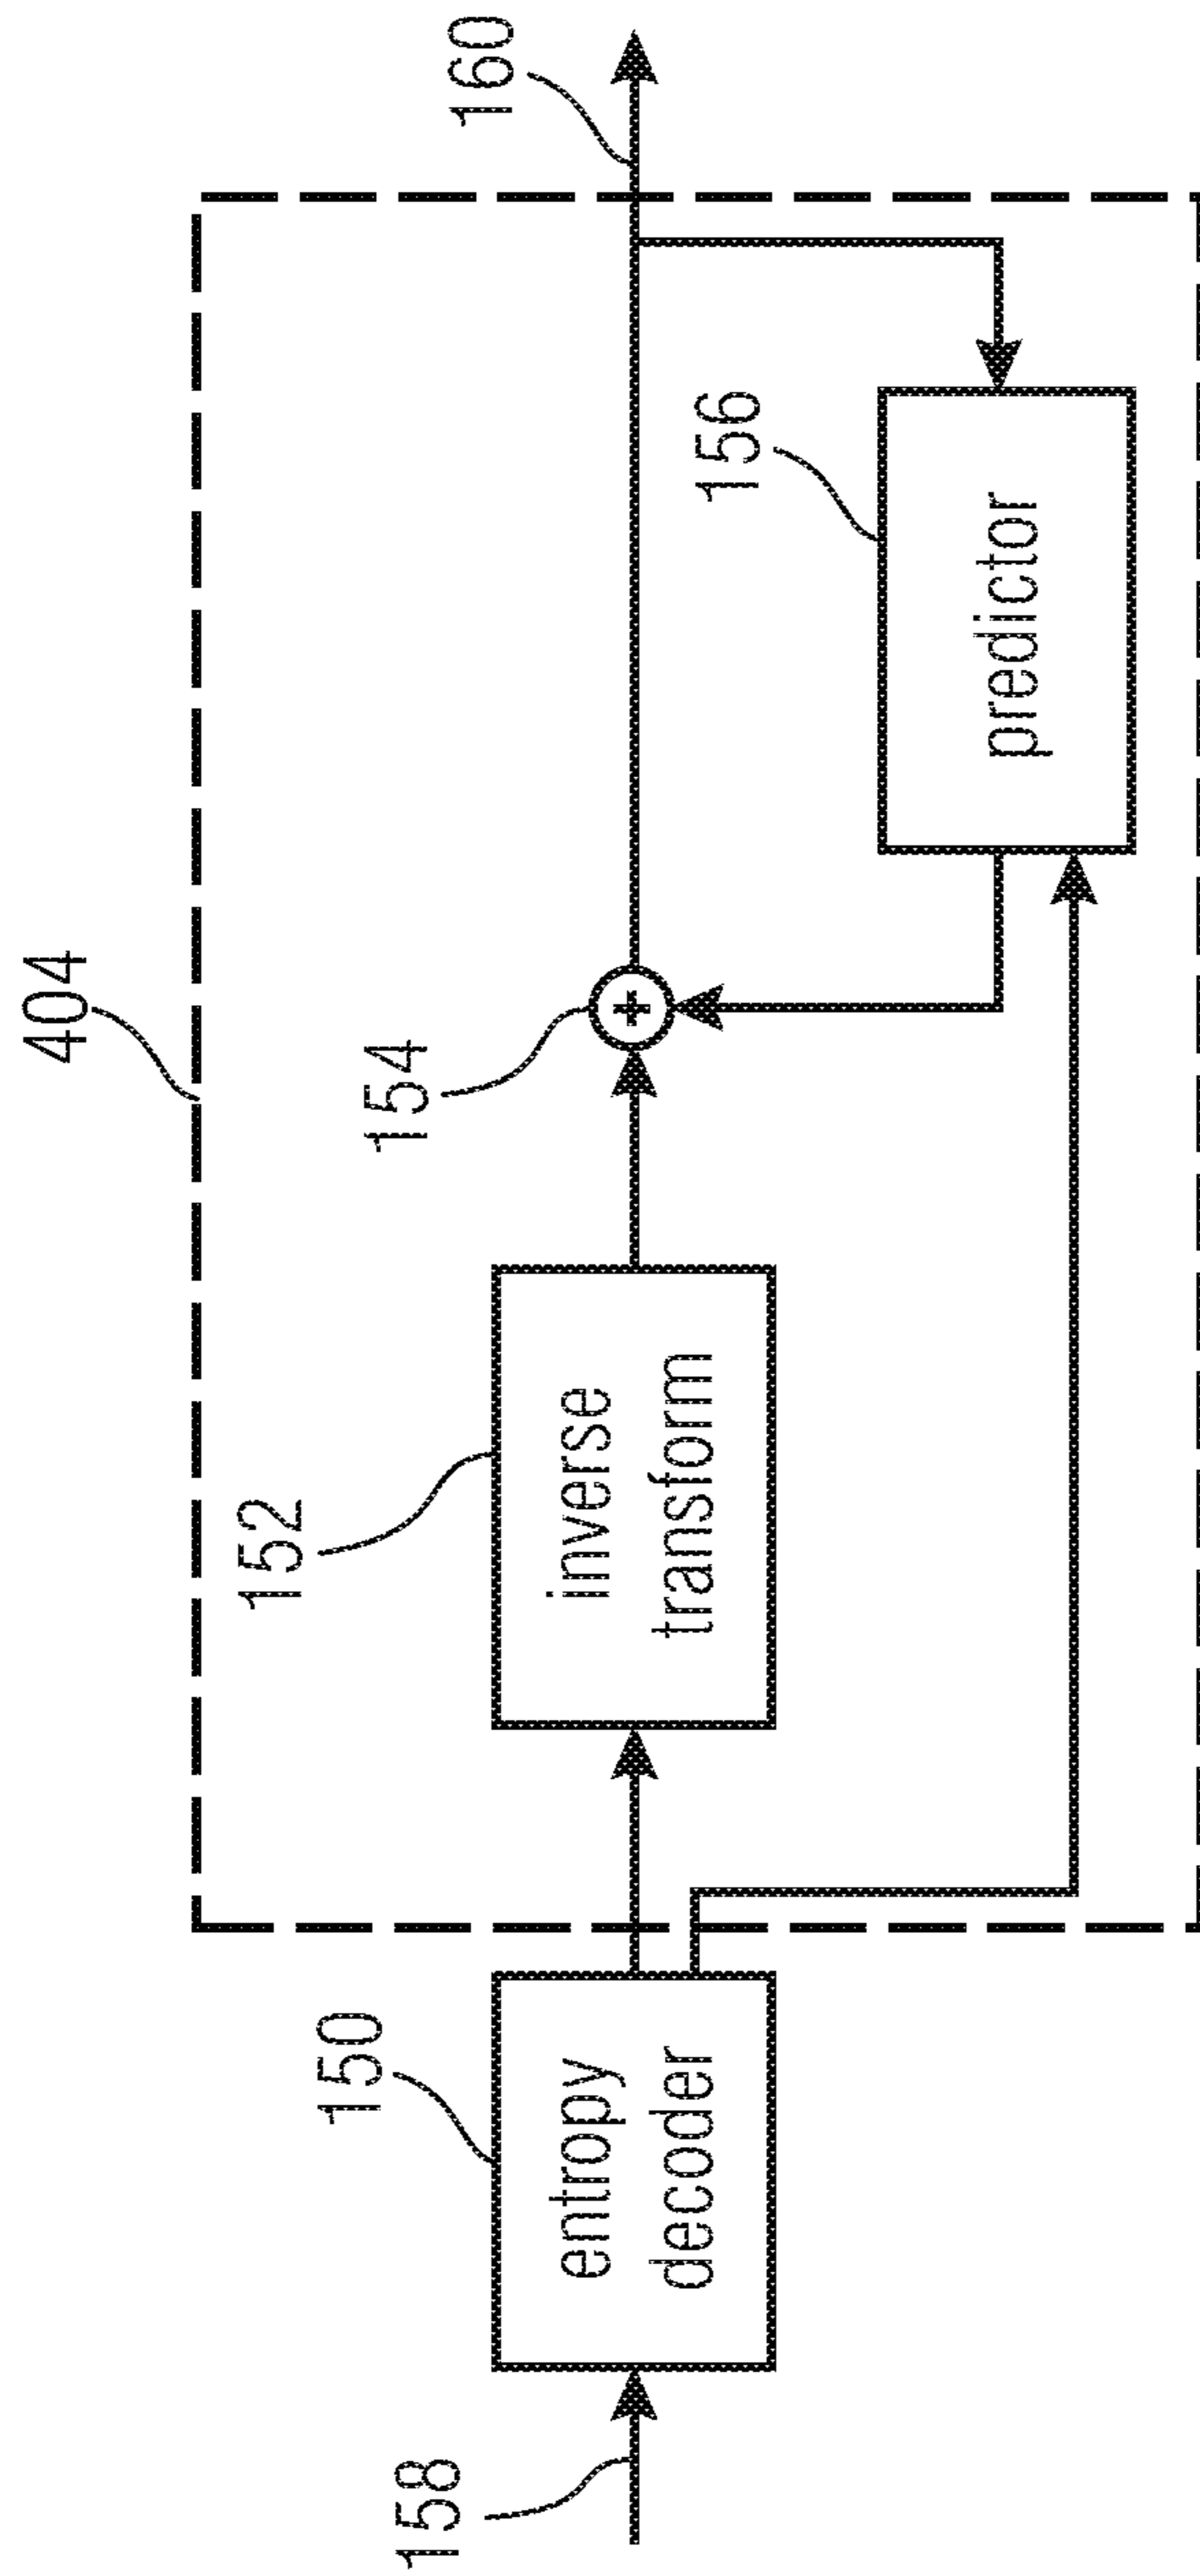 404
158
150
entropy
decoder
152
inverse
transform
154
+
156
predictor
160